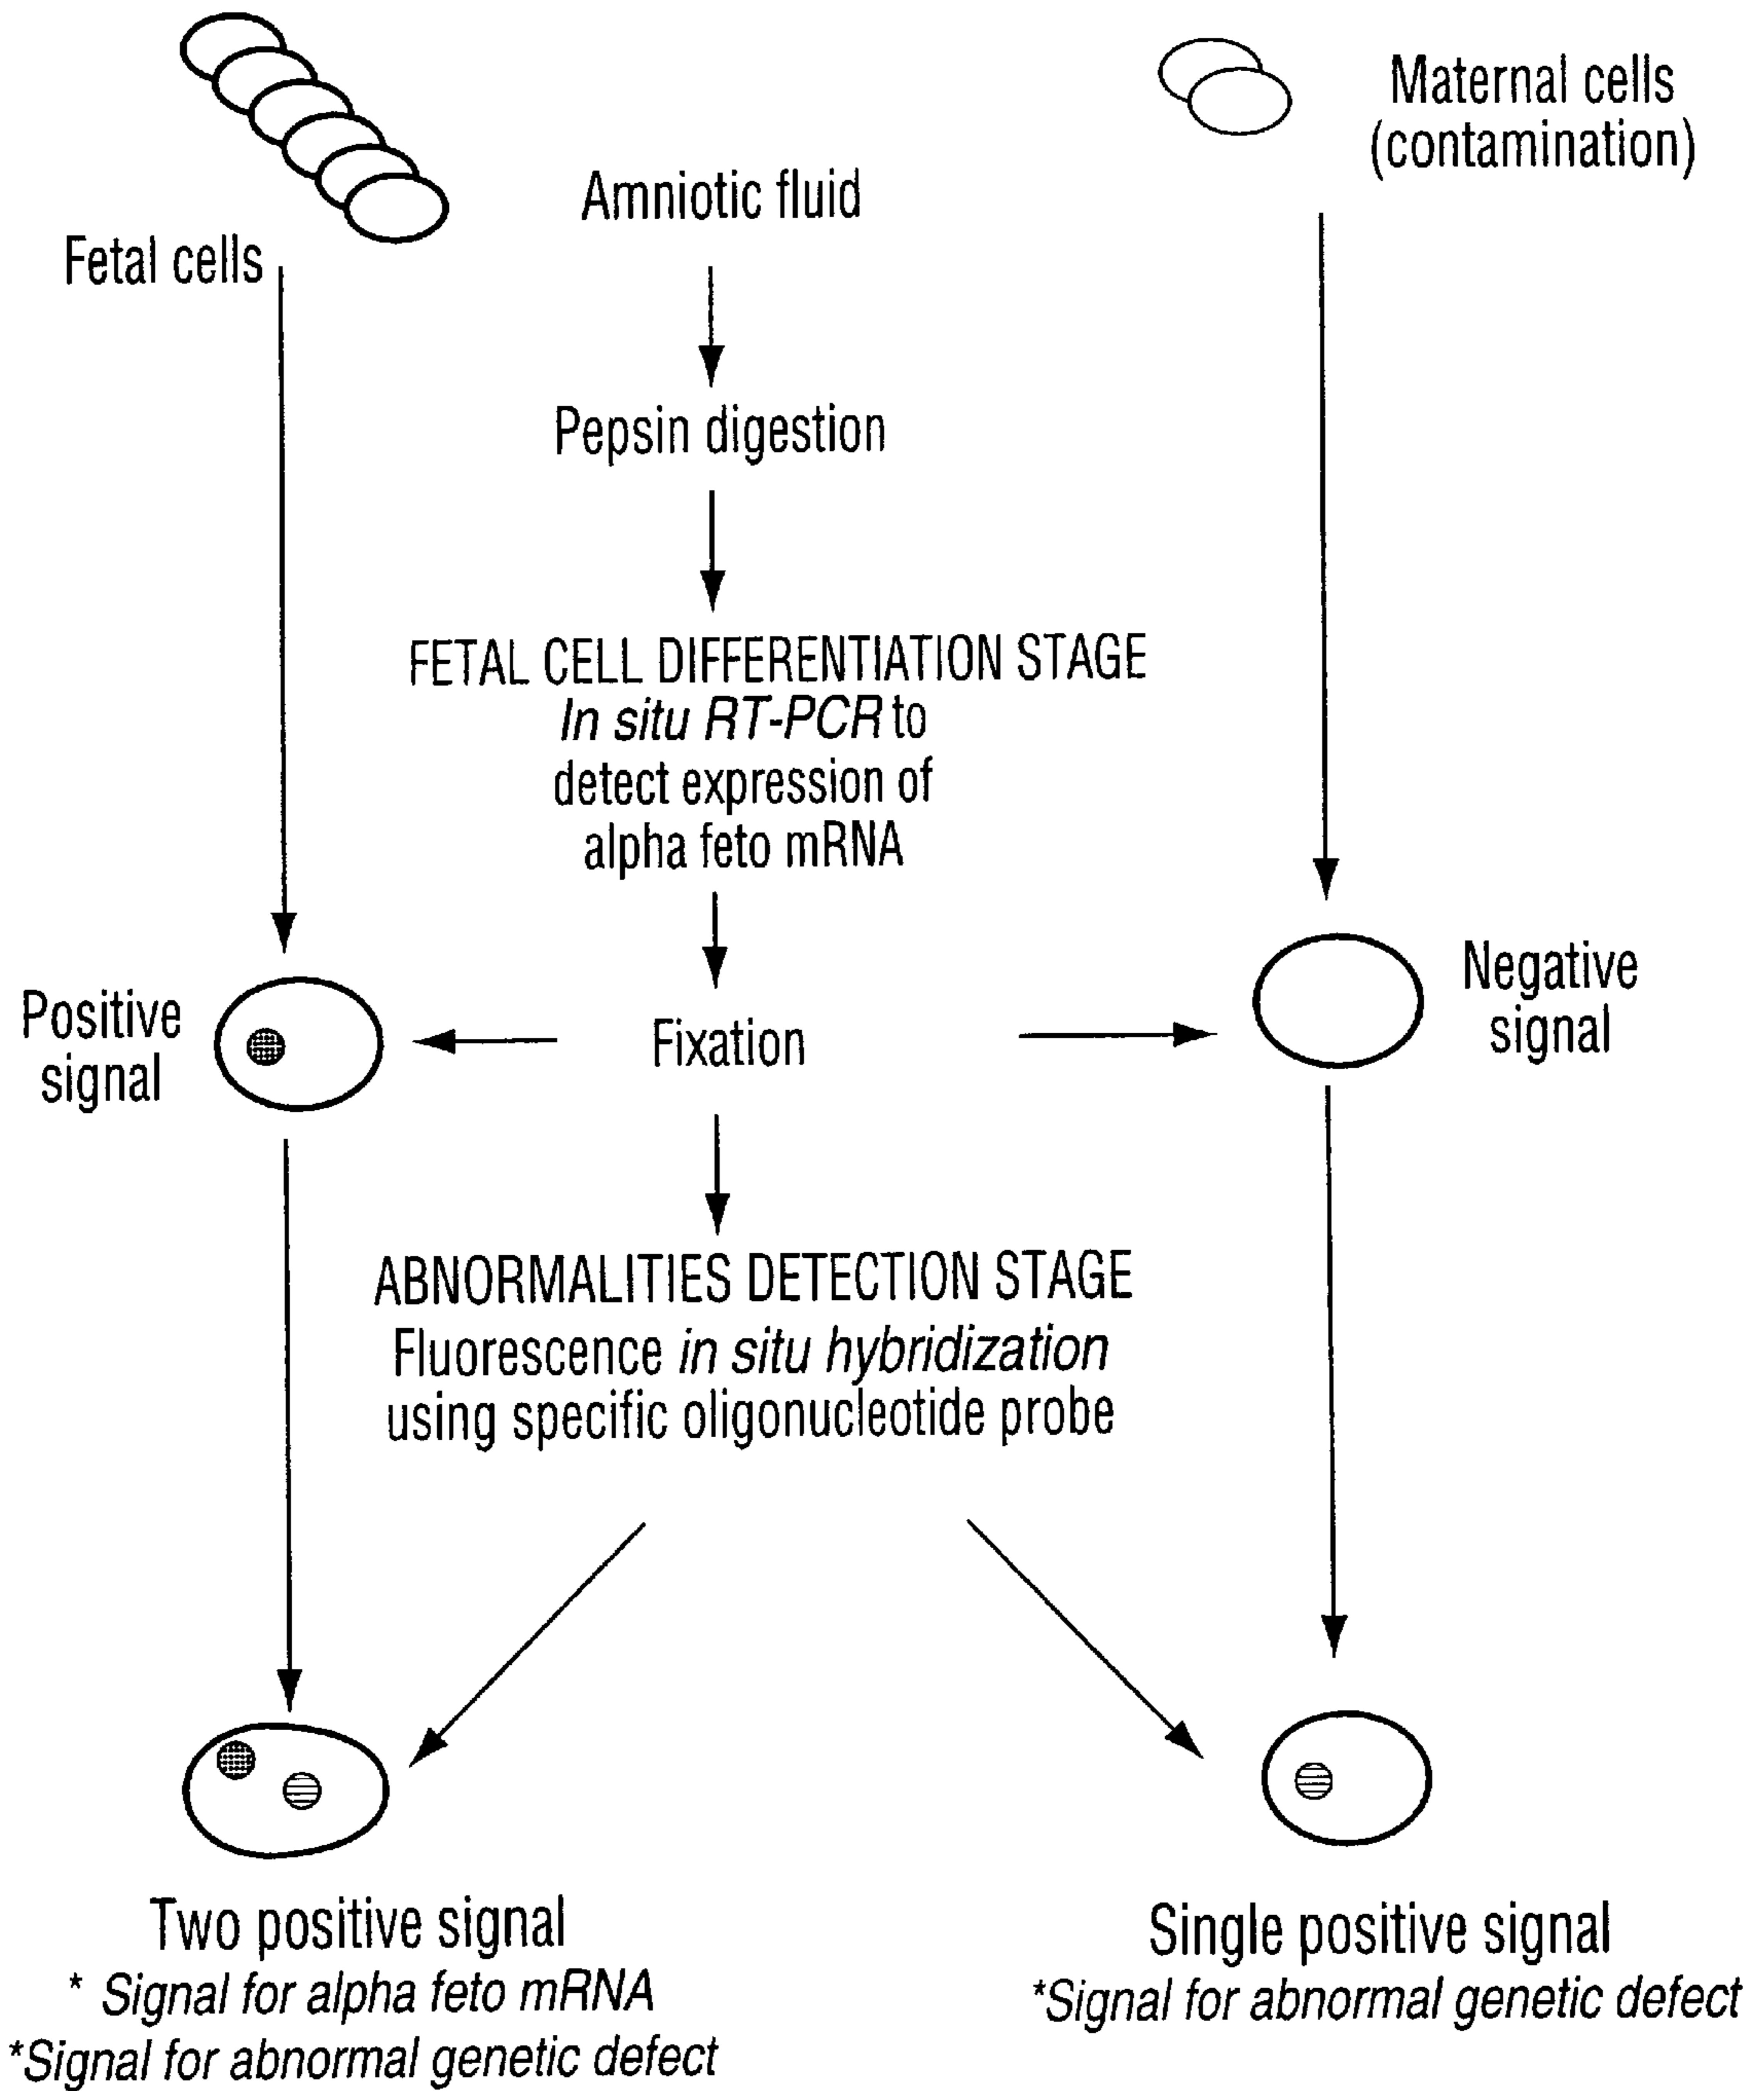 Maternal cells
(contamination)
Amniotic fluid
Fetal cells
Pepsin digestion
FETAL CELL DIFFERENTIATION STAGE
In situ RT-PCR to
detect expression of
alpha feto mRNA
Positive
signal
Fixation
Negative
signal
ABNORMALITIES DETECTION STAGE
Fluorescence in situ hybridization
using specific oligonucleotide probe
Two positive signal
* Signal for alpha feto mRNA
*Signal for abnormal genetic defect
Single positive signal
*Signal for abnormal genetic defect